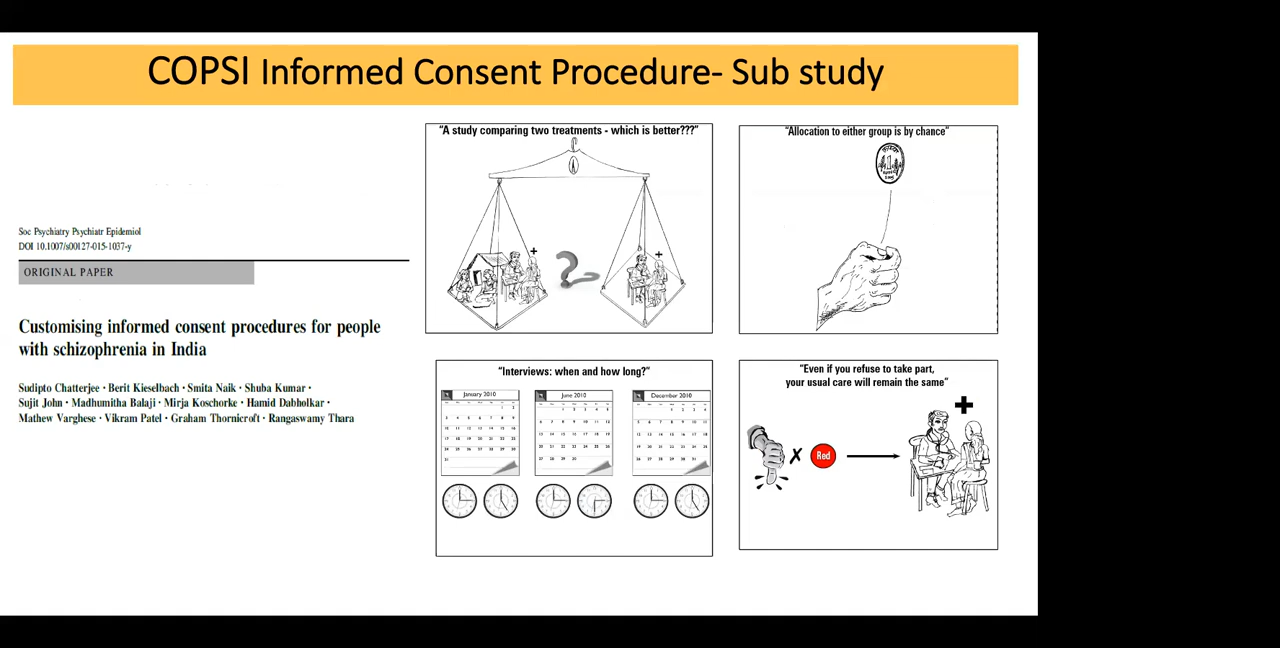 COPSI Informed Consent Procedure- Sub study
Soc Psychiatry Psychiatr Epidemiol
DOI 10.1007/s00127-015-1037-y
ORIGINAL PAPER
Customising informed consent procedures for people
with schizophrenia in India
Sudipto Chatterjee · Berit Kieselbach · Smita Naik · Shuba Kumar ·
Sujit John · Madhumitha Balaji · Mirja Koschorke · Hamid Dabholkar ·
Mathew Varghese · Vikram Patel · Graham Thornicroft · Rangaswamy Thara
"A study comparing two treatments - which is better???"
"Allocation to either group is by chance"
"Interviews: when and how long?"
January 2010
June 2010
December 2010
"Even if you refuse to take part,
your usual care will remain the same"
Red